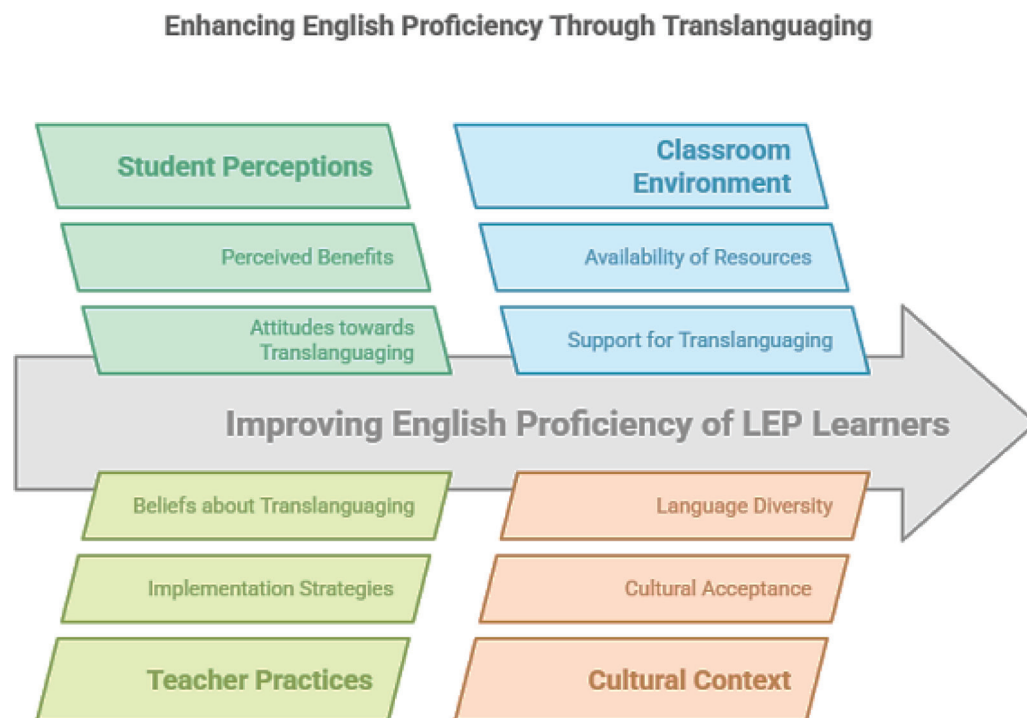 Enhancing English Proficiency Through Translanguaging
Student Perceptions
Perceived Benefits
Attitudes towards
Translanguaging
Classroom
Environment
Availability of Resources
Support for Translanguaging
Improving English Proficiency of LEP Learners
Beliefs about Translanguaging
Implementation Strategies
Teacher Practices
Language Diversity
Cultural Acceptance
Cultural Context